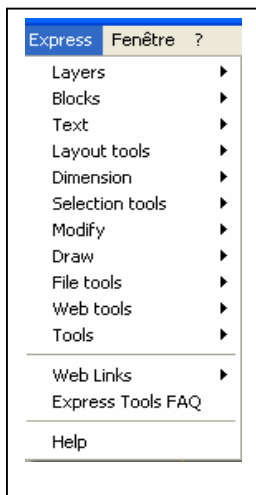 Express Fenêtre ?
Layers
Blocks
Text
Layout tools
Dimension
Selection tools
Modify
Draw
File tools
Web tools
Tools
Web Links
Express Tools FAQ
Help